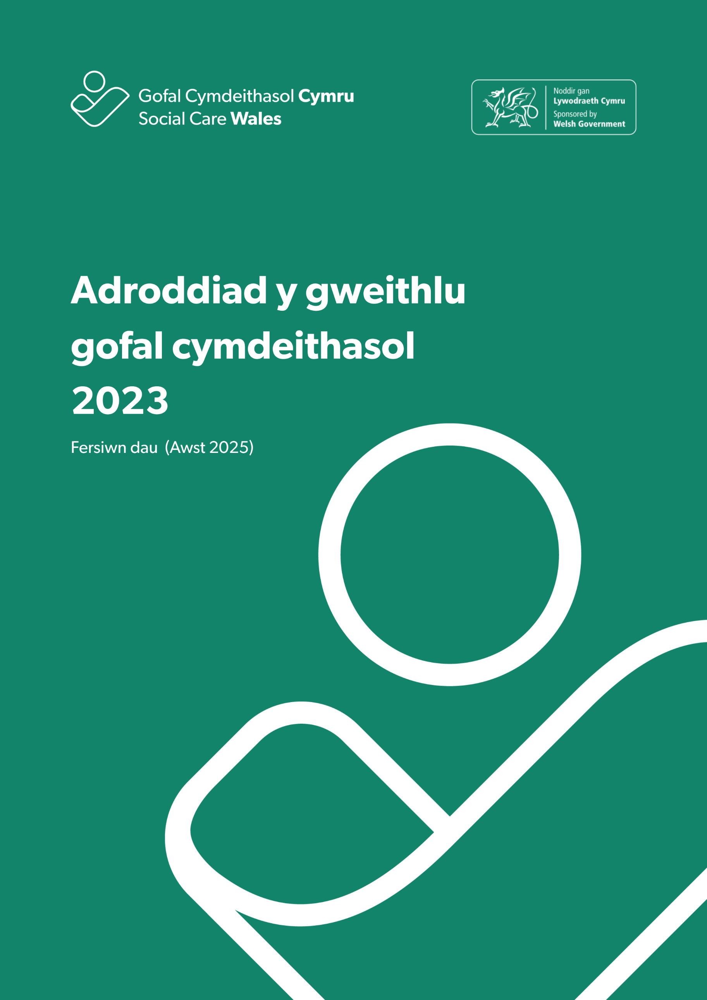 Gofal Cymdeithasol Cymru
Social Care Wales
Noddir gan
Lywodraeth Cymru
Sponsored by
Welsh Government
Adroddiad y gweithlu
gofal cymdeithasol
2023
Fersiwn dau (Awst 2025)